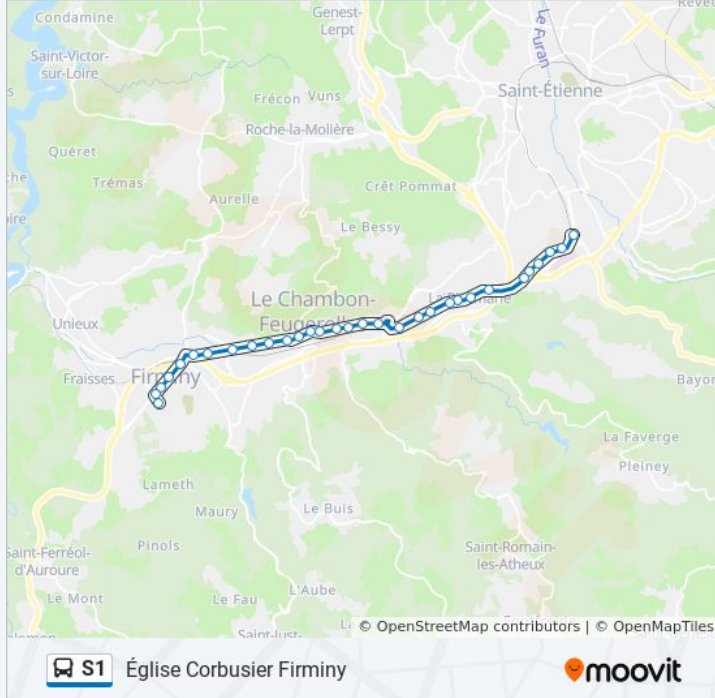 Condamine
Genest-
Lerpt
Le Furan
Saint-Victor-
sur-Loire
Saint-Étienne
Frécon
Vuns
Roche-la-Molière
Quéret
Trémas
Crêt Pommat
Aurelle
Le Bessy
Le Chambon-
Unieux
Fraisses
Firminy
Bayon
La Faverge
Pleiney
Lameth
Maury
Le Buis
Pinols
Saint-Romain-
les-Atheux
Saint-Ferréol-
d'Auroure
L'Aube
Le Mont
Le Fau
Saint-Just-
© OpenStreetMap contributors | © OpenMapTiles
S1 Église Corbusier Firminy
moovit